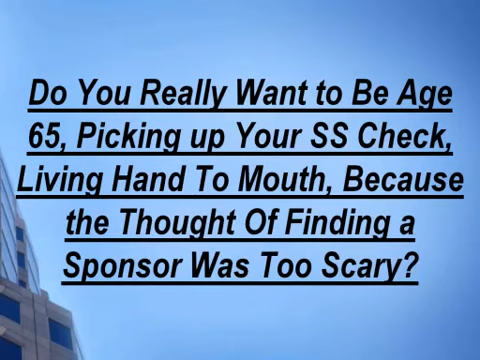 Do You Really Want to Be Age
65, Picking up Your SS Check,
Living Hand To Mouth, Because
the Thought Of Finding a
Sponsor Was Too Scary?